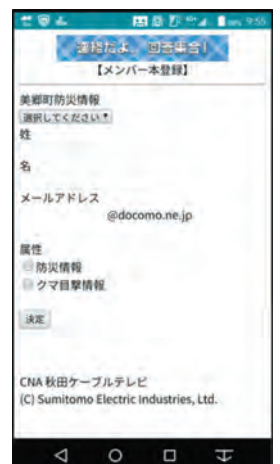 9:55
連絡だよ、回答集合!
【メンバー本登録】
美郷町防災情報
選択してください
姓
名
メールアドレス
@docomo.ne.jp
属性
防災情報
クマ目撃情報
決定
CNA 秋田ケーブルテレビ
(C) Sumitomo Electric Industries, Ltd.